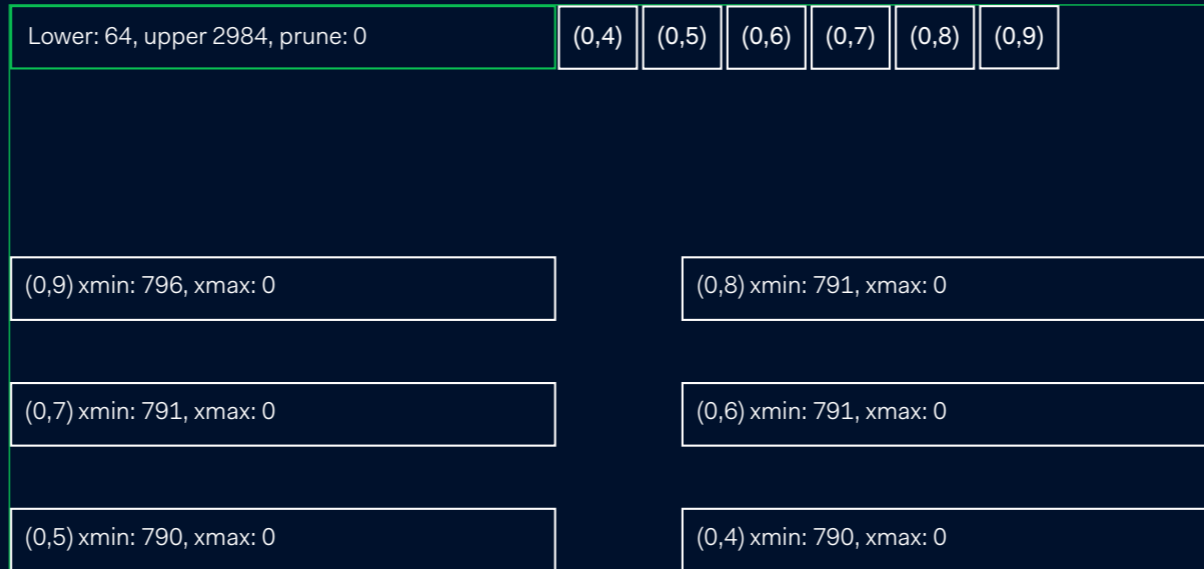 Lower: 64, upper 2984, prune: 0 (0,4) (0,5) (0,6) (0,7) (0,8) (0,9)
(0,9) xmin: 796, xmax: 0 (0,8) xmin: 791, xmax: 0
(0,7) xmin: 791, xmax: 0 (0,6) xmin: 791, xmax: 0
(0,5) xmin: 790, xmax: 0 (0,4) xmin: 790, xmax: 0